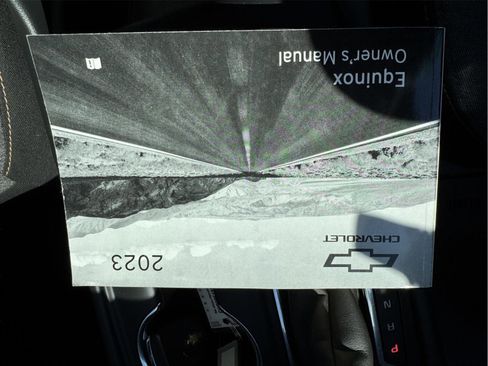 2023
CHEVROLET
Equinox
Owner's Manual
P
R
N